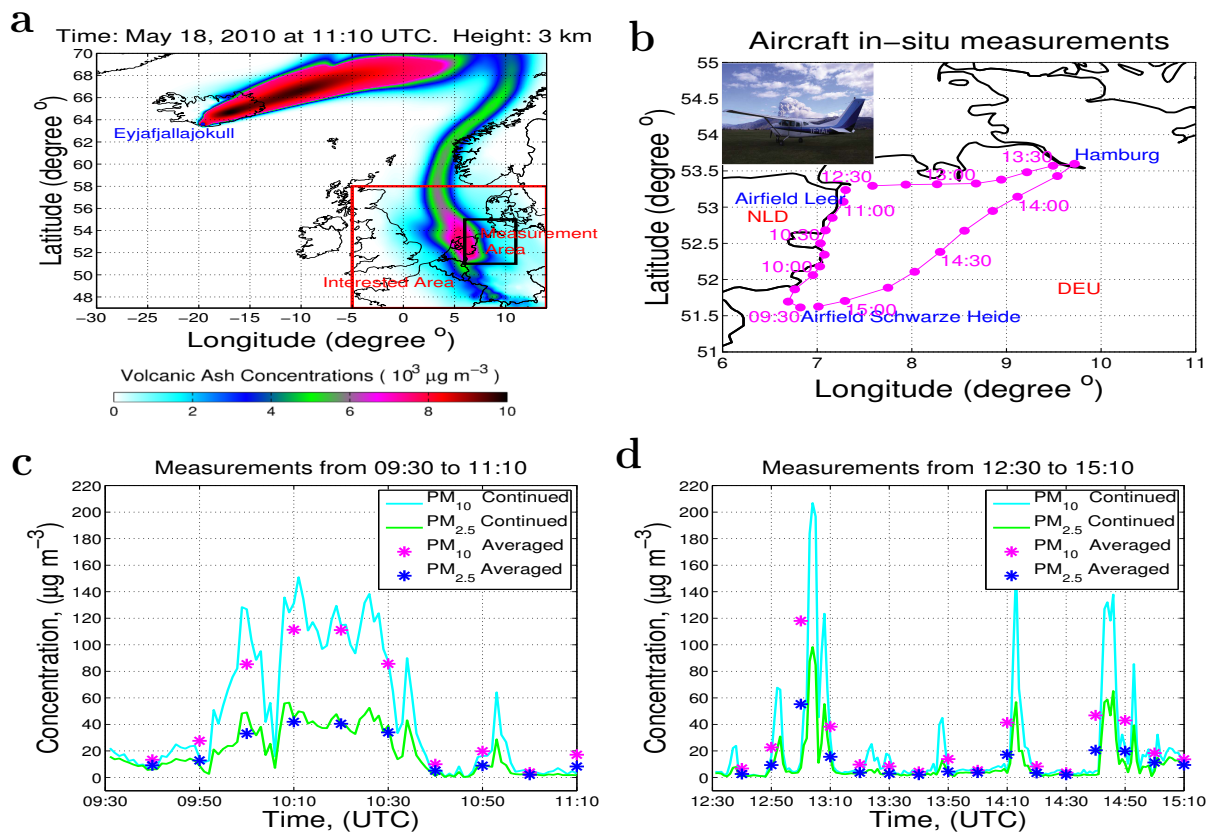 a
Time: May 18, 2010 at 11:10 UTC. Height: 3 km
70
68
66
64
62
60
58
56
54
52
50
48
Latitude (degree °)
Eyjafjallajokull
Measurement
Area
Interested Area
−30 −25 −20 −15 −10 −5 0 5 10
Longitude (degree °)
Volcanic Ash Concentrations ( 10³ µg m⁻³)
0 2 4 6 8 10
b
Aircraft in−situ measurements
55
54.5
54
53.5
53
52.5
52
51.5
51
Latitude (degree °)
13:30
Hamburg
12:30
13:00
Airfield Leer
NLD
11:00
14:00
10:30
10:00
14:30
DEU
09:30
15:00
Airfield Schwarze Heide
6 7 8 9 10 11
Longitude (degree °)
c
Measurements from 09:30 to 11:10
220
200
180
160
140
120
100
80
60
40
20
0
Concentration, (µg m⁻³)
PM₁₀ Continued
PM₂.₅ Continued
PM₁₀ Averaged
PM₂.₅ Averaged
09:30 09:50 10:10 10:30 10:50 11:10
Time, (UTC)
d
Measurements from 12:30 to 15:10
220
200
180
160
140
120
100
80
60
40
20
0
Concentration, (µg m⁻³)
PM₁₀ Continued
PM₂.₅ Continued
PM₁₀ Averaged
PM₂.₅ Averaged
12:30 12:50 13:10 13:30 13:50 14:10 14:30 14:50 15:10
Time, (UTC)